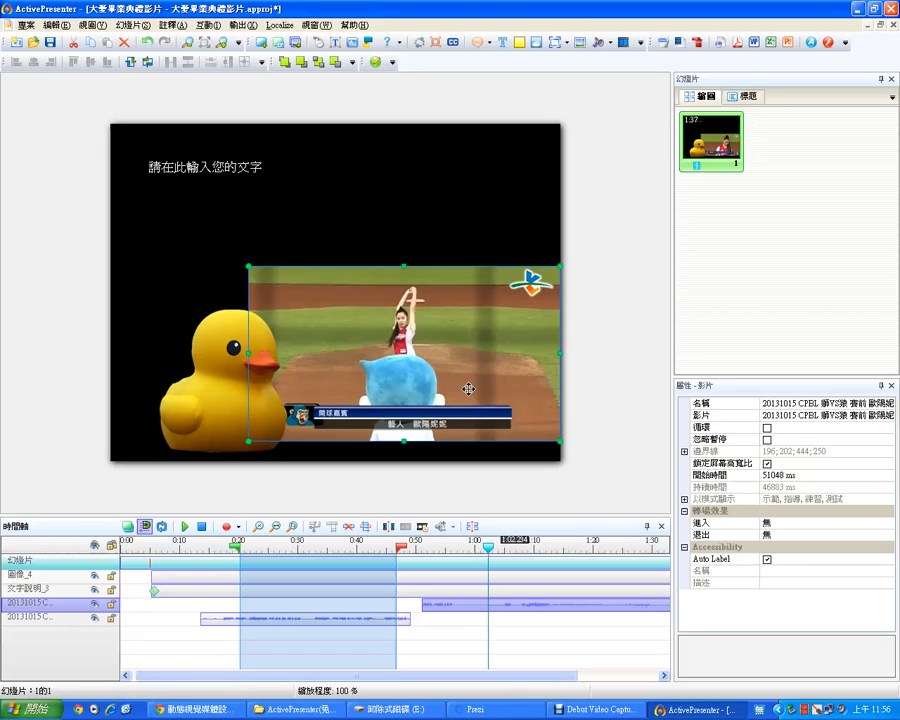 ActivePresenter - [大愛畢業典禮影片 - 大愛畢業典禮影片.approj*]
專案 編輯(E) 視圖(V) 幻燈片(S) 註釋(A) 互動(I) 輸出(X) Localize 視窗(W) 幫助(H)
幻燈片
縮圖 標題
1:37
1
請在此輸入您的文字
開球嘉賓
藝人 歐陽妮妮
屬性 - 影片
名稱 20131015 CPBL 獅VS猿 賽前 歐陽妮
影片 20131015 CPBL 獅VS猿 賽前 歐陽妮
循環
忽略暫停
邊界線 196; 202; 444; 250
鎖定屏幕高寬比
開始時間 51048 ms
持續時間 46883 ms
以模式顯示 示範, 指導, 練習, 測試
轉場效果
進入 無
退出 無
Accessibility
Auto Label
名稱
描述
時間軸
0:00 0:10 0:20 0:30 0:40 0:50 1:00 1:02.234 1:10 1:20 1:30
幻燈片
圖像_4
文字說明_3
20131015 C...
20131015 C...
幻燈片：1的1 縮放程度: 100 %
開始 動態視覺媒體設... ActivePresenter(免... 卸除式磁碟 (E:) Prezi Debut Video Captu... ActivePresenter - [... 上午 11:56